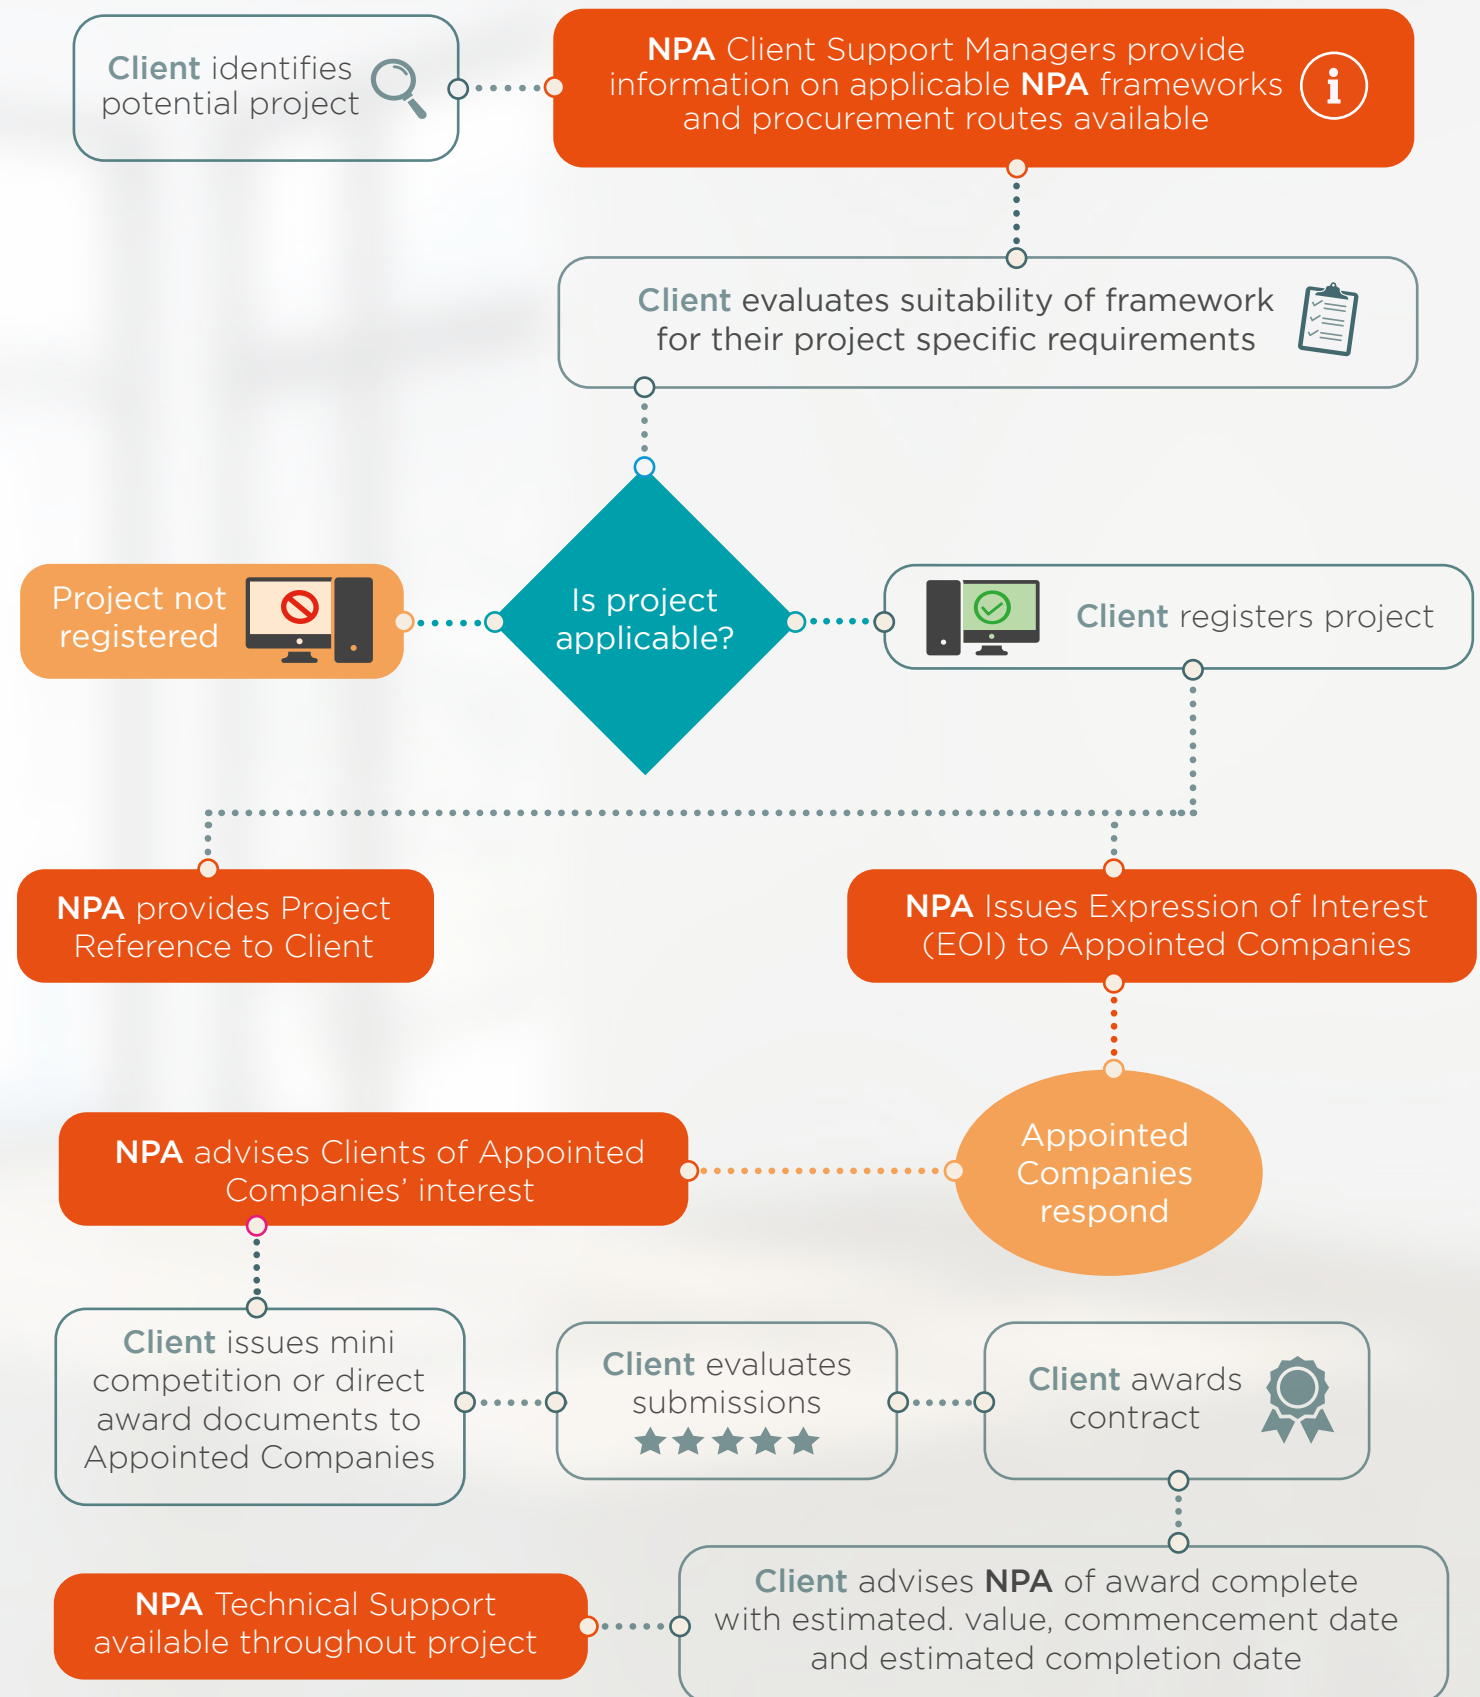 Client identifies
potential project
NPA Client Support Managers provide
information on applicable NPA frameworks
and procurement routes available
i
Client evaluates suitability of framework
for their project specific requirements
Project not
registered
Is project
applicable?
Client registers project
NPA provides Project
Reference to Client
NPA Issues Expression of Interest
(EOI) to Appointed Companies
Appointed
Companies
respond
NPA advises Clients of Appointed
Companies’ interest
Client issues mini
competition or direct
award documents to
Appointed Companies
Client evaluates
submissions
Client awards
contract
Client advises NPA of award complete
with estimated. value, commencement date
and estimated completion date
NPA Technical Support
available throughout project